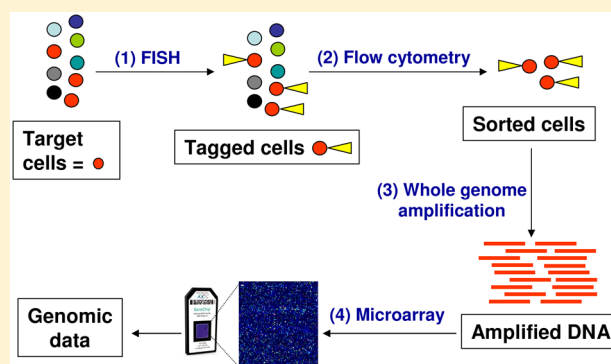 (1) FISH
(2) Flow cytometry
Target
cells =
Tagged cells
Sorted cells
(3) Whole genome
amplification
Genomic
data
(4) Microarray
Amplified DNA